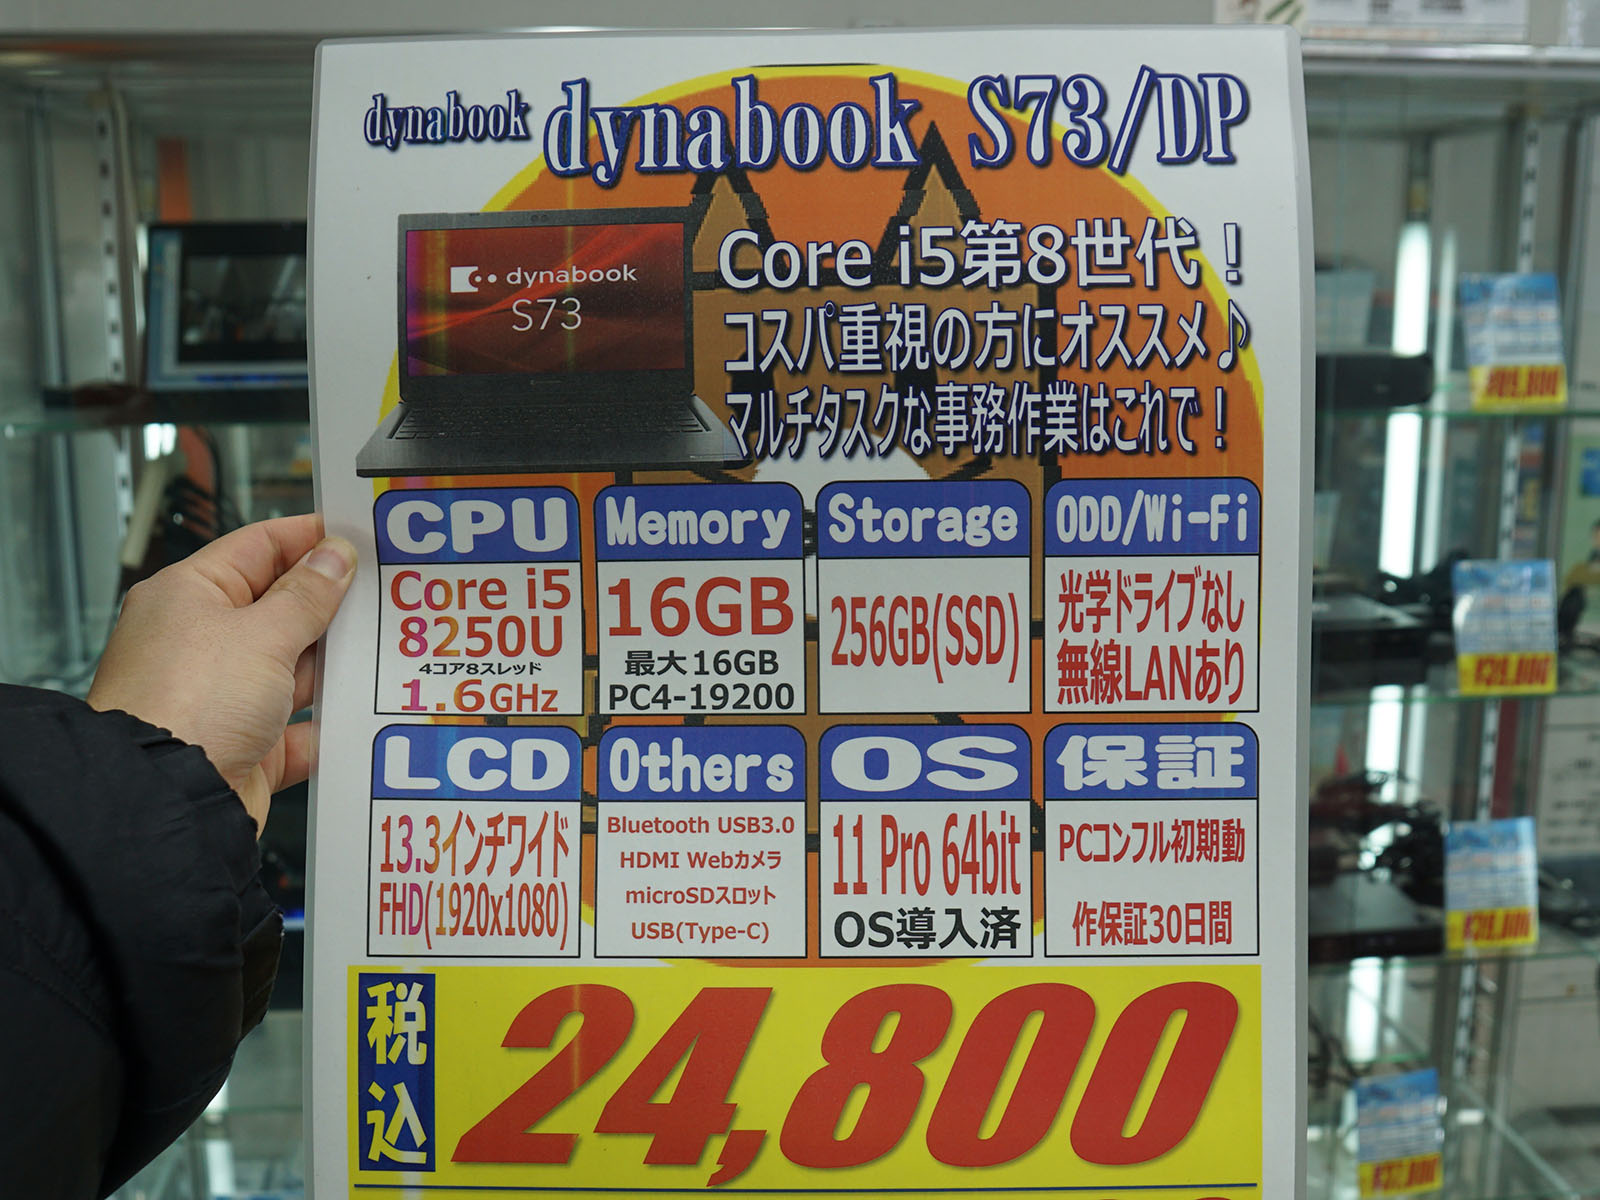 dynabook dynabook S73/DP
dynabook
S73
Core i5第8世代！
コスパ重視の方にオススメ♪
マルチタスクな事務作業はこれで！
CPU
Core i5
8250U
4コア8スレッド
1.6GHz
Memory
16GB
最大16GB
PC4-19200
Storage
256GB(SSD)
ODD/Wi-Fi
光学ドライブなし
無線LANあり
LCD
13.3インチワイド
FHD(1920x1080)
Others
Bluetooth USB3.0
HDMI Webカメラ
microSDスロット
USB(Type-C)
OS
11 Pro 64bit
OS導入済
保証
PCコンフル初期動
作保証30日間
税込
24,800